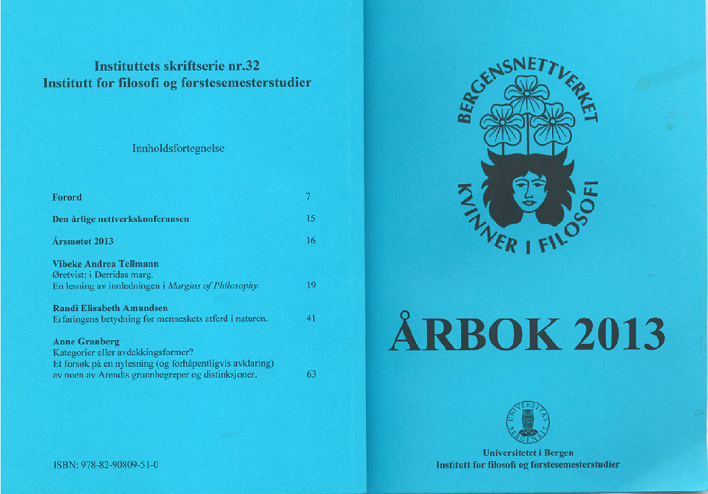 Instituttets skriftserie nr.32
Institutt for filosofi og førstesemesterstudier
Innholdsfortegnelse
Forord 7
Den årlige nettverkskonferansen 15
Årsmøtet 2013 16
Vibeke Andrea Tellmann
Øretvist: i Derridas marg.
En lesning av innledningen i Margins of Philosophy. 19
Randi Elisabeth Amundsen
Erfaringens betydning for menneskets atferd i naturen. 41
Anne Granberg
Kategorier eller avdekkingsformer?
Et forsøk på en nylesning (og forhåpentligvis avklaring)
av noen av Arendts grunnbegreper og distinksjoner. 63
ISBN: 978-82-90809-51-0
BERGENSNETTVERKET
KVINNER I FILOSOFI
ÅRBOK 2013
UNIVERSITAS
BERGENSIS
Universitetet i Bergen
Institutt for filosofi og førstesemesterstudier